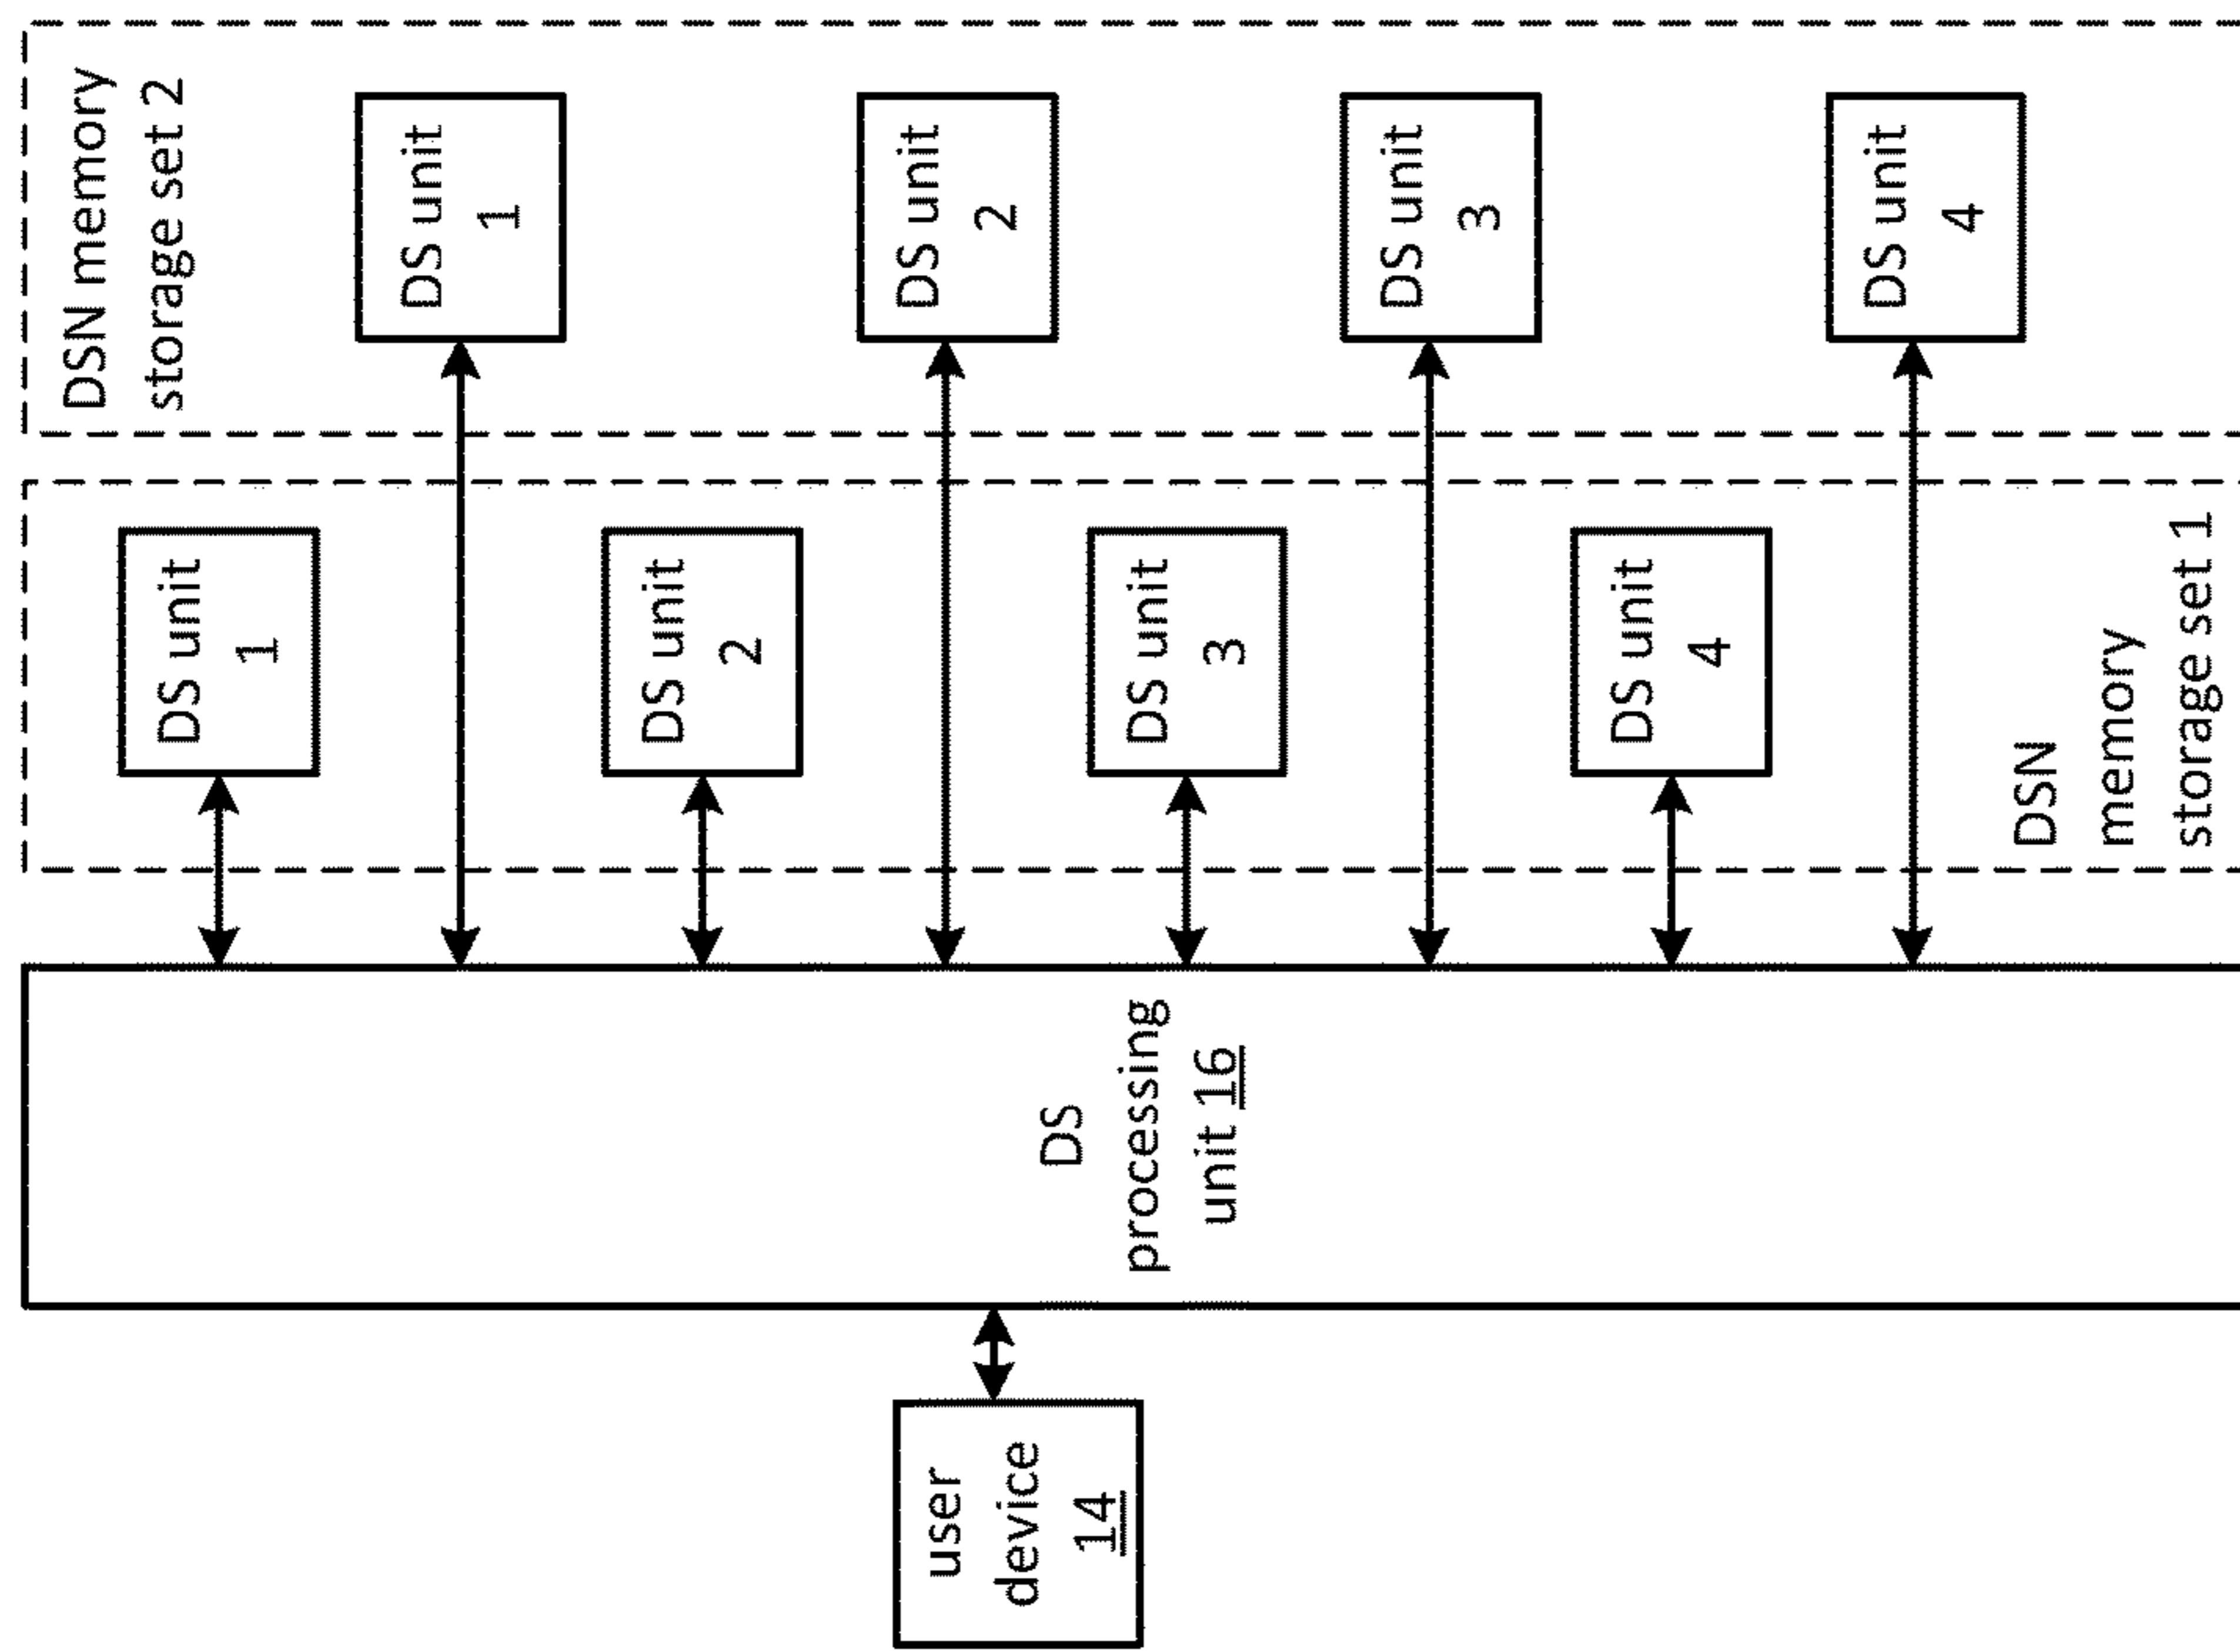 user
device
14
DS
processing
unit 16
DS unit
1
DS unit
2
DS unit
3
DS unit
4
DSN
memory
storage set 1
DSN memory
storage set 2
DS unit
1
DS unit
2
DS unit
3
DS unit
4